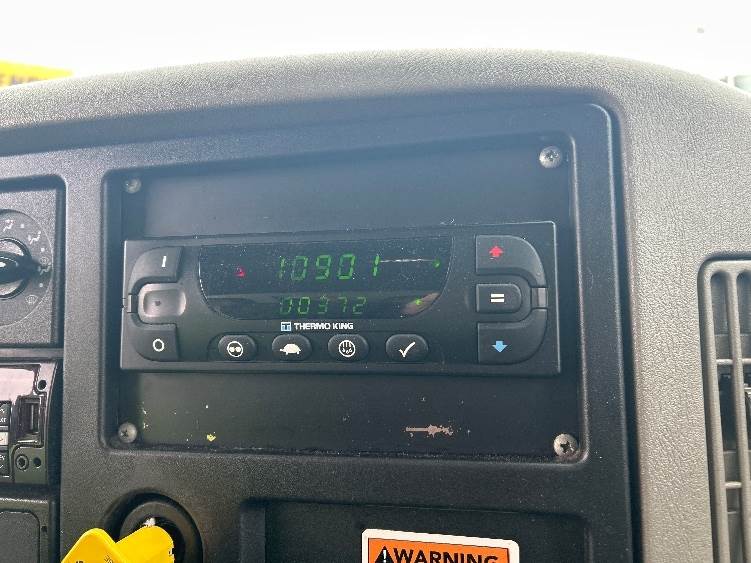 10901
00372
THERMO KING
WARNING